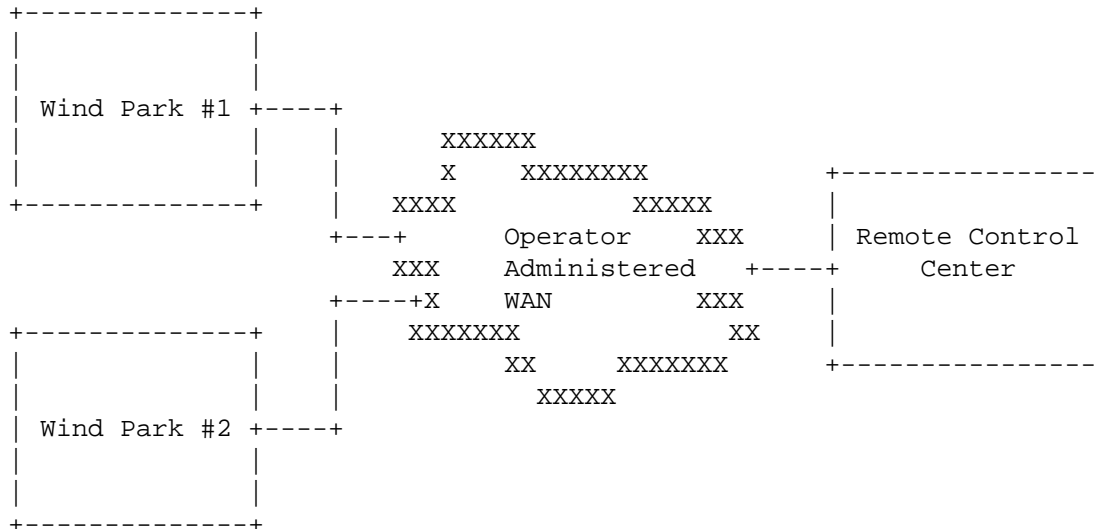 Wind Park #1
Operator
Remote Control
Administered
Center
WAN
Wind Park #2